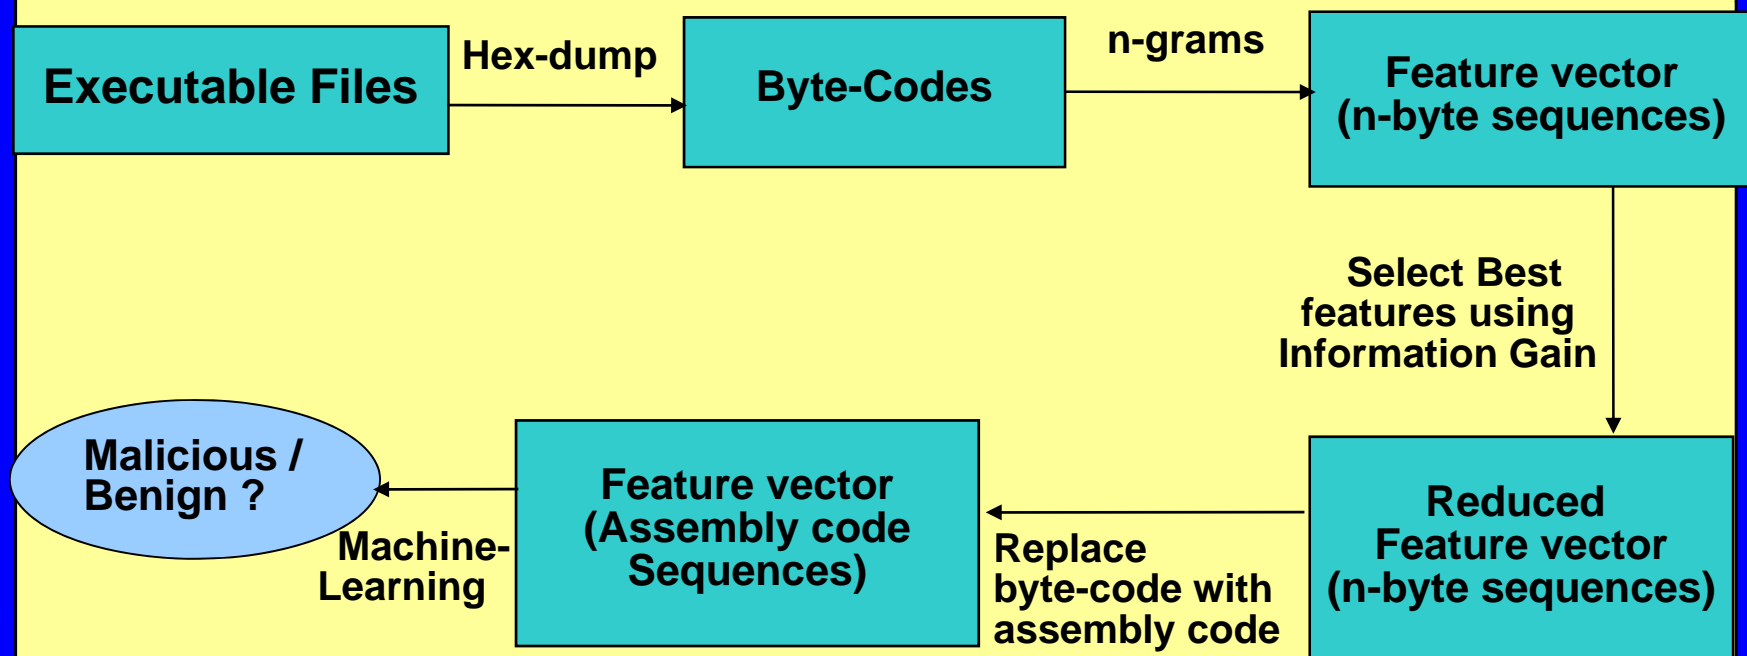 Executable Files
Hex-dump
Byte-Codes
n-grams
Feature vector
(n-byte sequences)
Select Best
features using
Information Gain
Reduced
Feature vector
(n-byte sequences)
Replace
byte-code with
assembly code
Feature vector
(Assembly code
Sequences)
Machine-
Learning
Malicious /
Benign ?